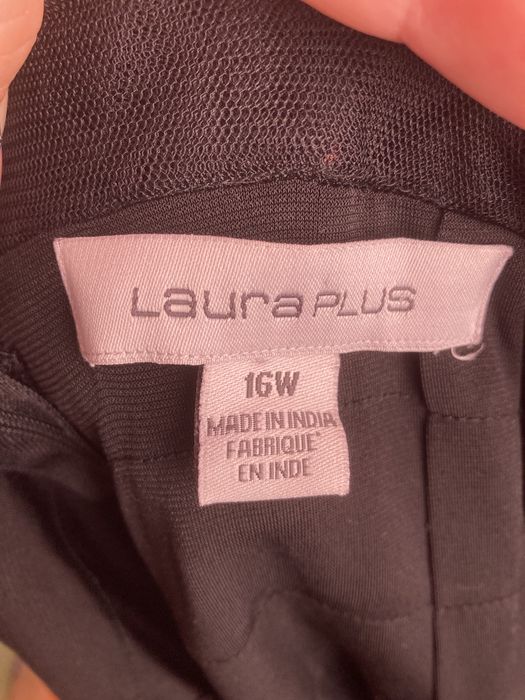 Laura PLUS
16W
MADE IN INDIA
FABRIQUE
EN INDE